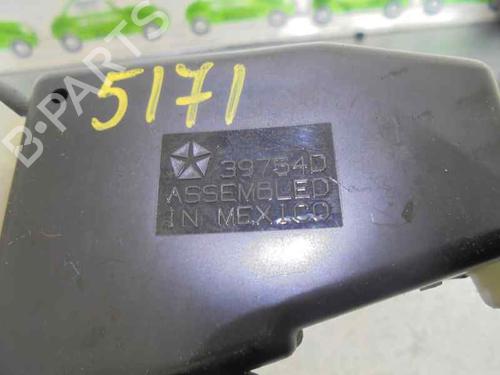 5171
39754D
ASSEMBLED
IN MEXICO
B-PARTS